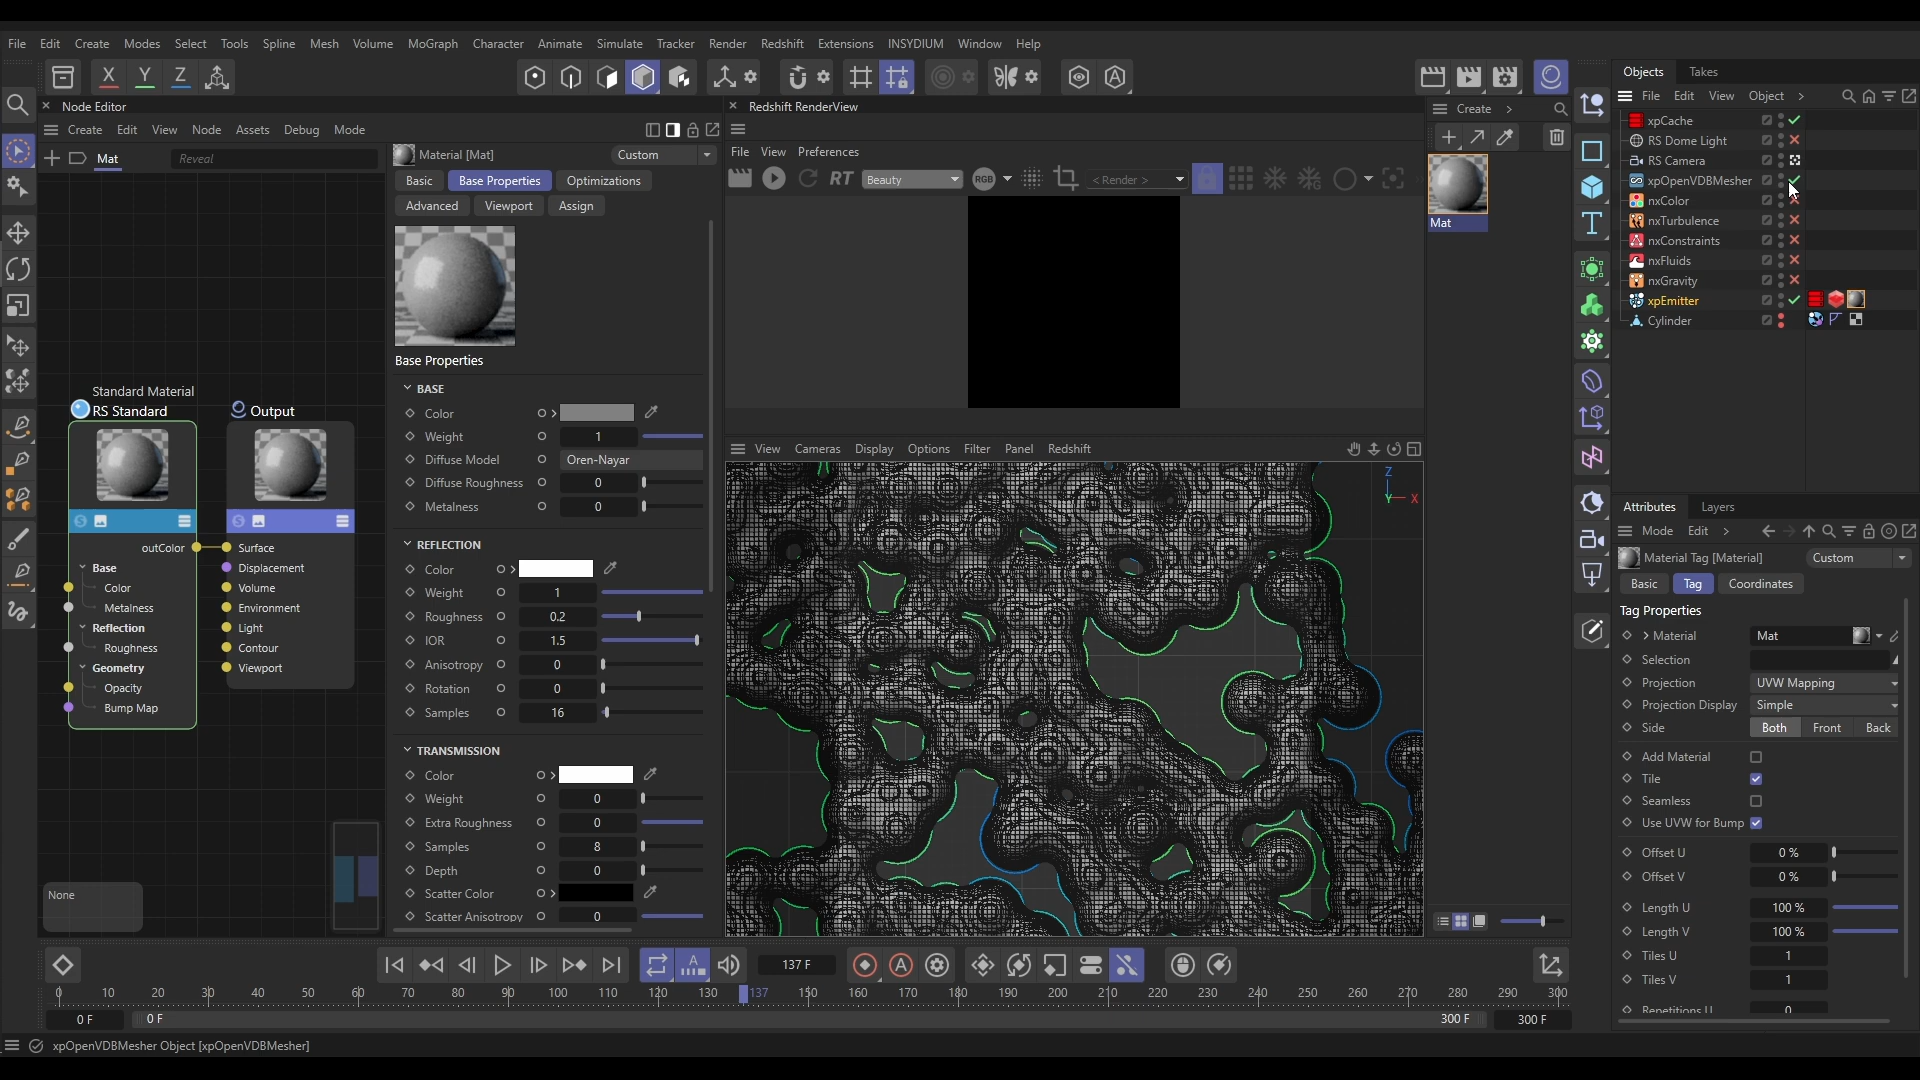 File Edit Create Modes Select Tools Spline Mesh Volume MoGraph Character Animate Simulate Tracker Render Redshift Extensions INSYDIUM Window Help
X Y Z
Node Editor
Create Edit View Node Assets Debug Mode
Mat
Reveal
Standard Material
RS Standard
outColor
Base
Color
Metalness
Reflection
Roughness
Geometry
Opacity
Bump Map
Output
Surface
Displacement
Volume
Environment
Light
Contour
Viewport
None
Material [Mat]
Custom
Basic Base Properties Optimizations
Advanced Viewport Assign
Base Properties
BASE
Color
Weight 1
Diffuse Model Oren-Nayar
Diffuse Roughness 0
Metalness 0
REFLECTION
Color
Weight 1
Roughness 0.2
IOR 1.5
Anisotropy 0
Rotation 0
Samples 16
TRANSMISSION
Color
Weight 0
Extra Roughness 0
Samples 8
Depth 0
Scatter Color
Scatter Anisotropy 0
Redshift RenderView
File View Preferences
RT Beauty RGB < Render >
View Cameras Display Options Filter Panel Redshift
Z
Y X
Create
Mat
Objects Takes
File Edit View Object
xpCache
RS Dome Light
RS Camera
xpOpenVDBMesher
nxColor
nxTurbulence
nxConstraints
nxFluids
nxGravity
xpEmitter
Cylinder
Attributes Layers
Mode Edit
Material Tag [Material]
Custom
Basic Tag Coordinates
Tag Properties
Material Mat
Selection
Projection UVW Mapping
Projection Display Simple
Side Both Front Back
Add Material
Tile
Seamless
Use UVW for Bump
Offset U 0 %
Offset V 0 %
Length U 100 %
Length V 100 %
Tiles U 1
Tiles V 1
Repetitions U 0
137 F
0 10 20 30 40 50 60 70 80 90 100 110 120 130 137 150 160 170 180 190 200 210 220 230 240 250 260 270 280 290 300
0 F 0 F 300 F 300 F
xpOpenVDBMesher Object [xpOpenVDBMesher]